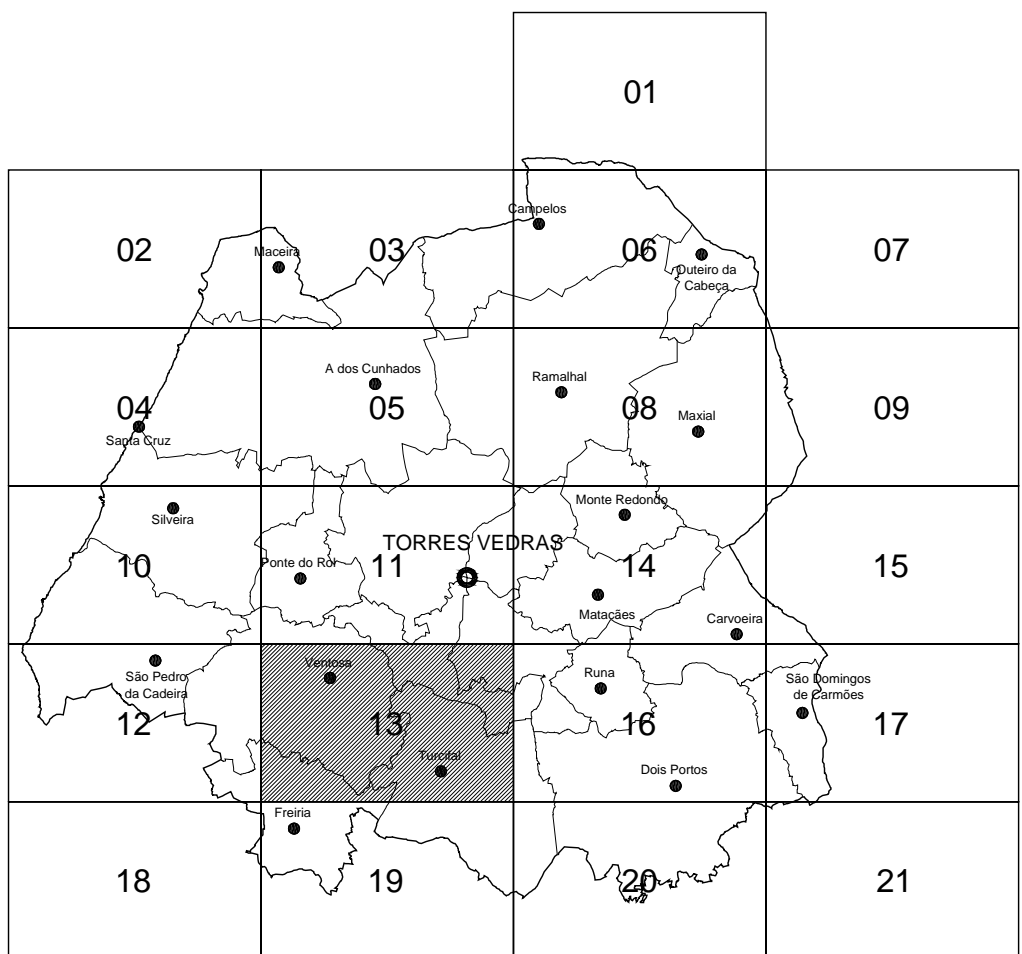 01
Campelos
02
Maceira
03
06
Outeiro da
Cabeça
07
A dos Cunhados
Ramalhal
04
05
08
Maxial
09
Santa Cruz
Silveira
Monte Redondo
TORRES VEDRAS
10
Ponte do Rol
11
14
15
Matacães
Carvoeira
Ventosa
São Pedro
da Cadeira
Runa
São Domingos
de Carmões
12
13
16
17
Turcifal
Dois Portos
Freiria
18
19
20
21